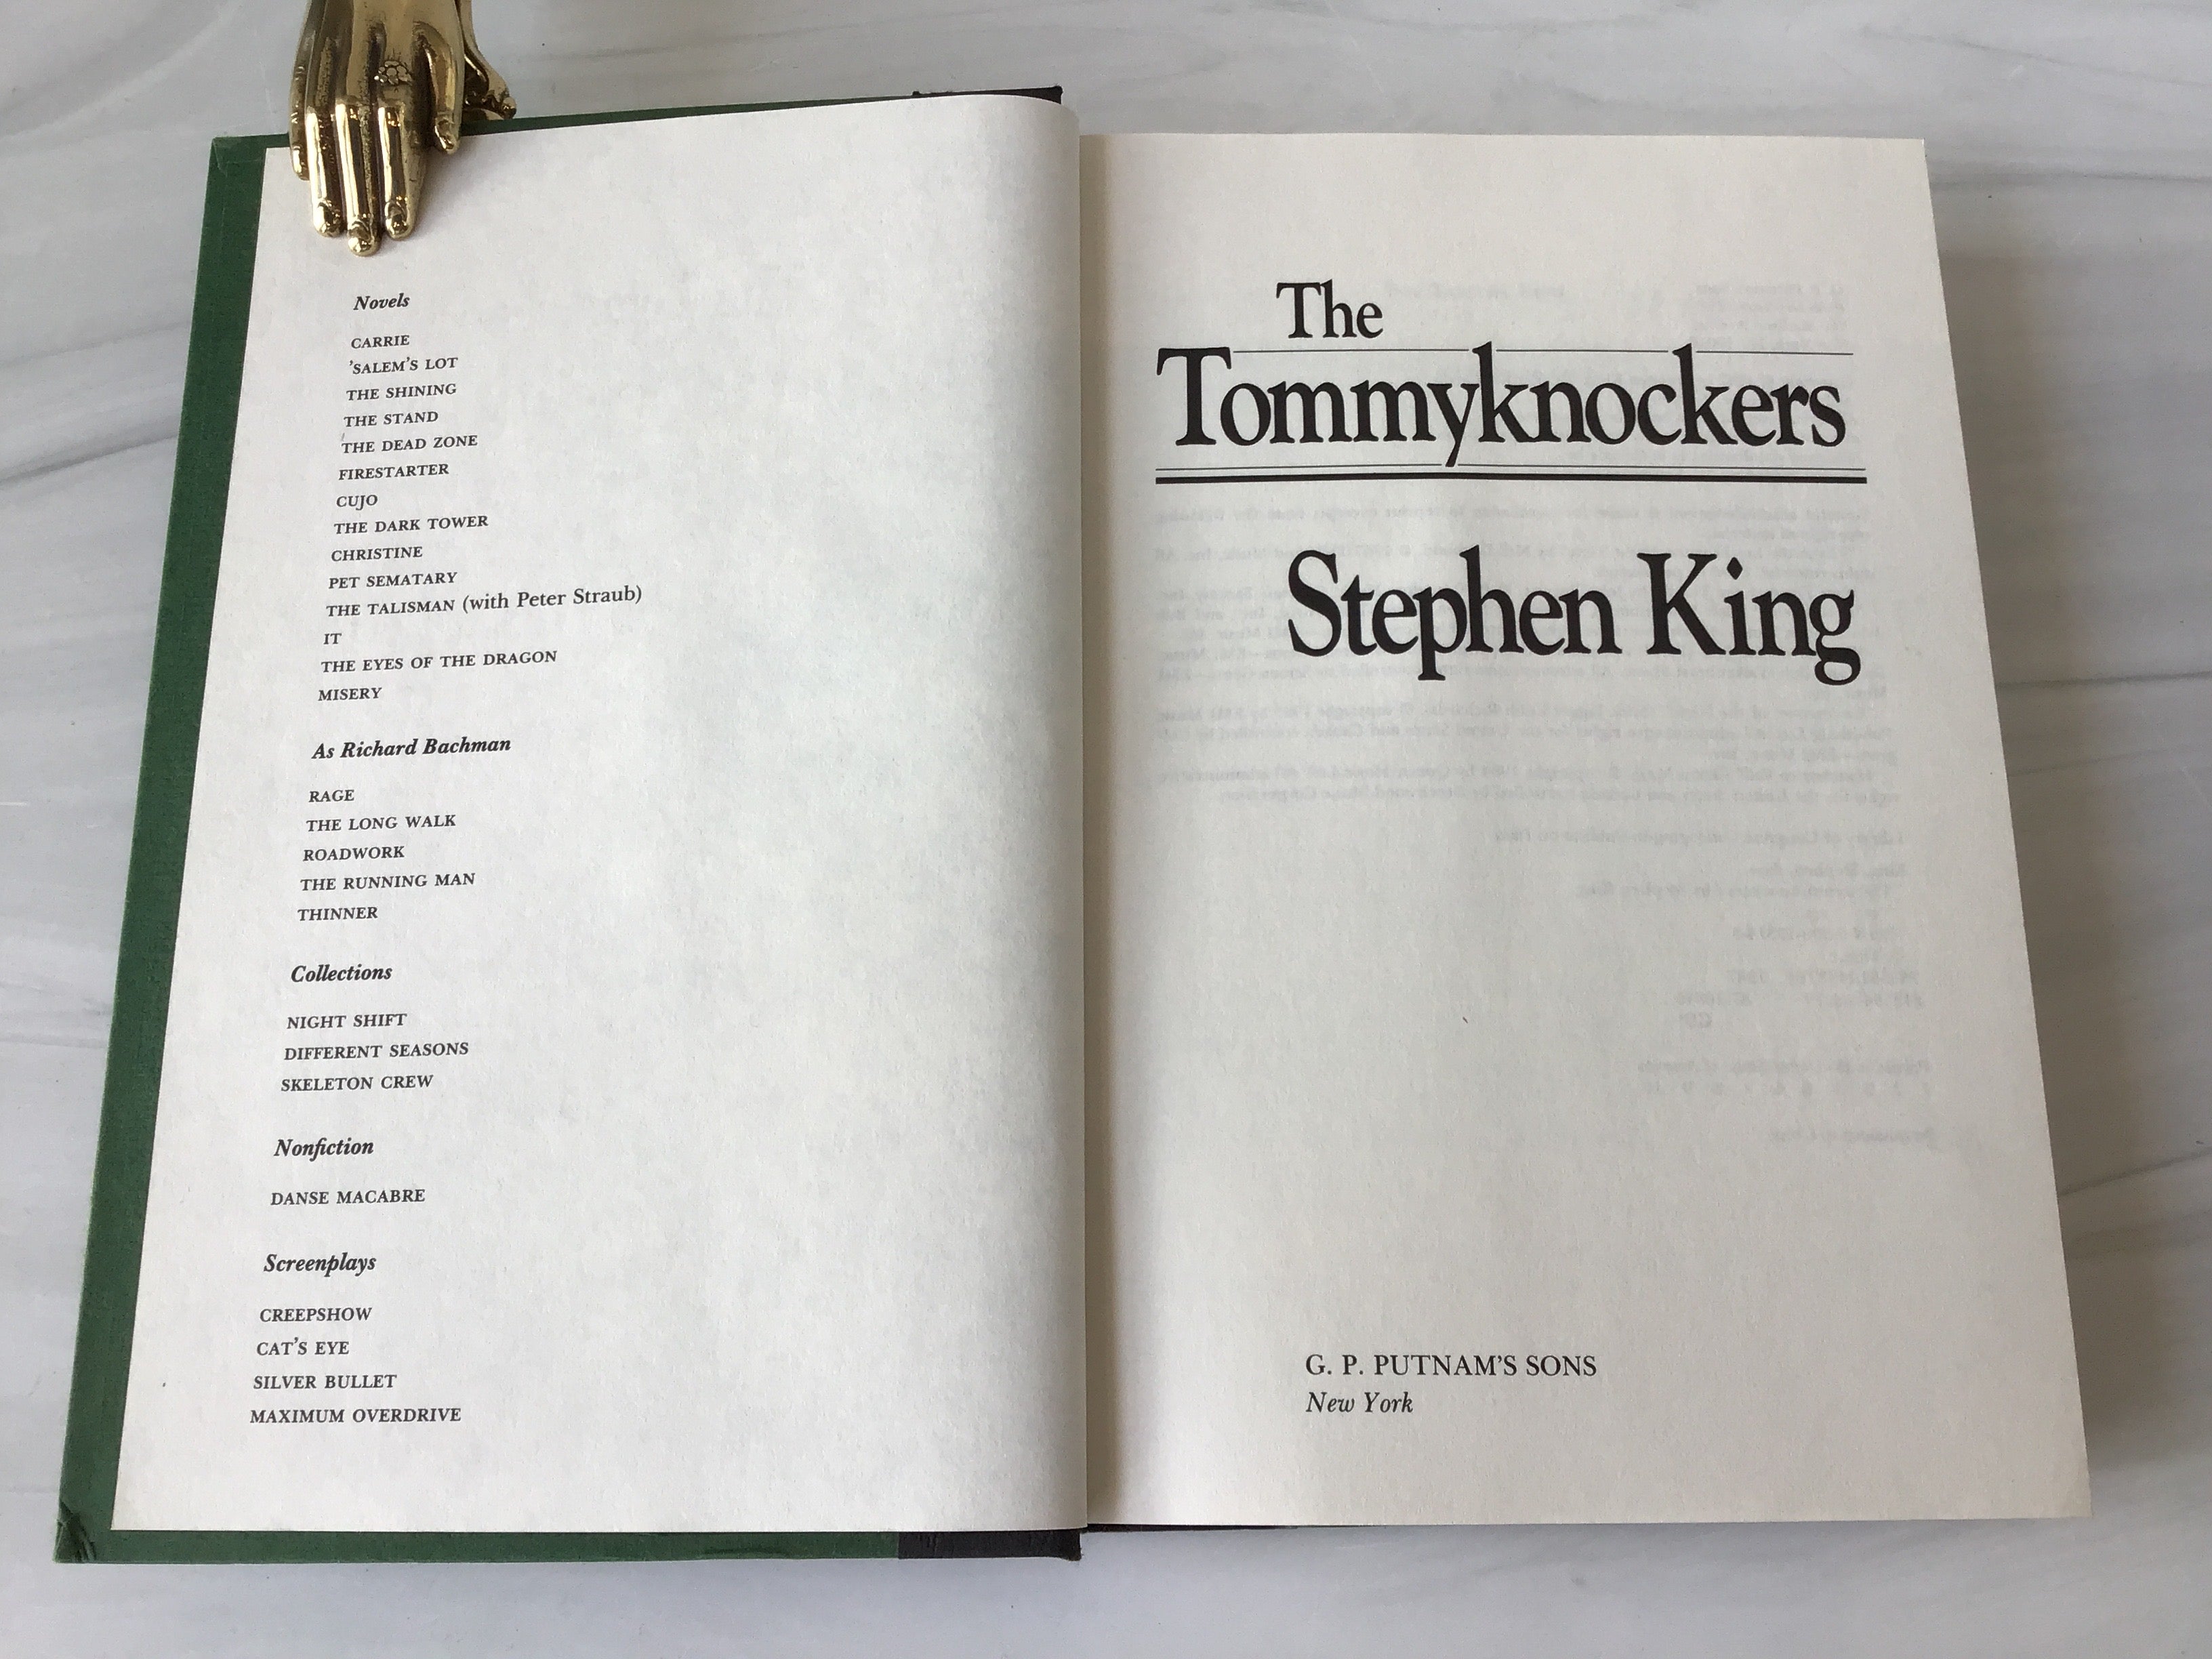 Novels
CARRIE
'SALEM'S LOT
THE SHINING
THE STAND
THE DEAD ZONE
FIRESTARTER
CUJO
THE DARK TOWER
CHRISTINE
PET SEMATARY
THE TALISMAN (with Peter Straub)
IT
THE EYES OF THE DRAGON
MISERY
As Richard Bachman
RAGE
THE LONG WALK
ROADWORK
THE RUNNING MAN
THINNER
Collections
NIGHT SHIFT
DIFFERENT SEASONS
SKELETON CREW
Nonfiction
DANSE MACABRE
Screenplays
CREEPSHOW
CAT'S EYE
SILVER BULLET
MAXIMUM OVERDRIVE
The
Tommyknockers
Stephen King
G. P. PUTNAM'S SONS
New York